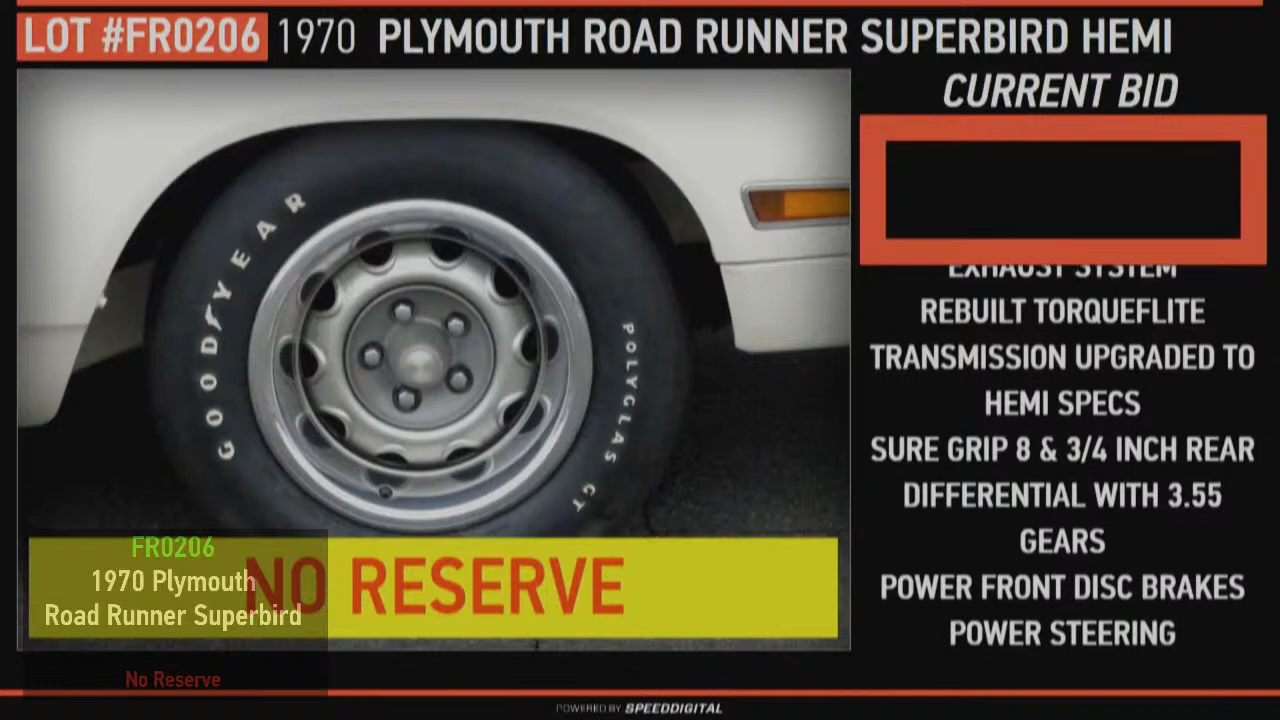 LOT #FR0206 1970 PLYMOUTH ROAD RUNNER SUPERBIRD HEMI
CURRENT BID
EXHAUST SYSTEM
REBUILT TORQUEFLITE
TRANSMISSION UPGRADED TO
HEMI SPECS
SURE GRIP 8 & 3/4 INCH REAR
DIFFERENTIAL WITH 3.55
GEARS
POWER FRONT DISC BRAKES
POWER STEERING
GOODYEAR
POLYGLAS GT
NO RESERVE
FR0206
1970 Plymouth
Road Runner Superbird
No Reserve
POWERED BY SPEEDDIGITAL